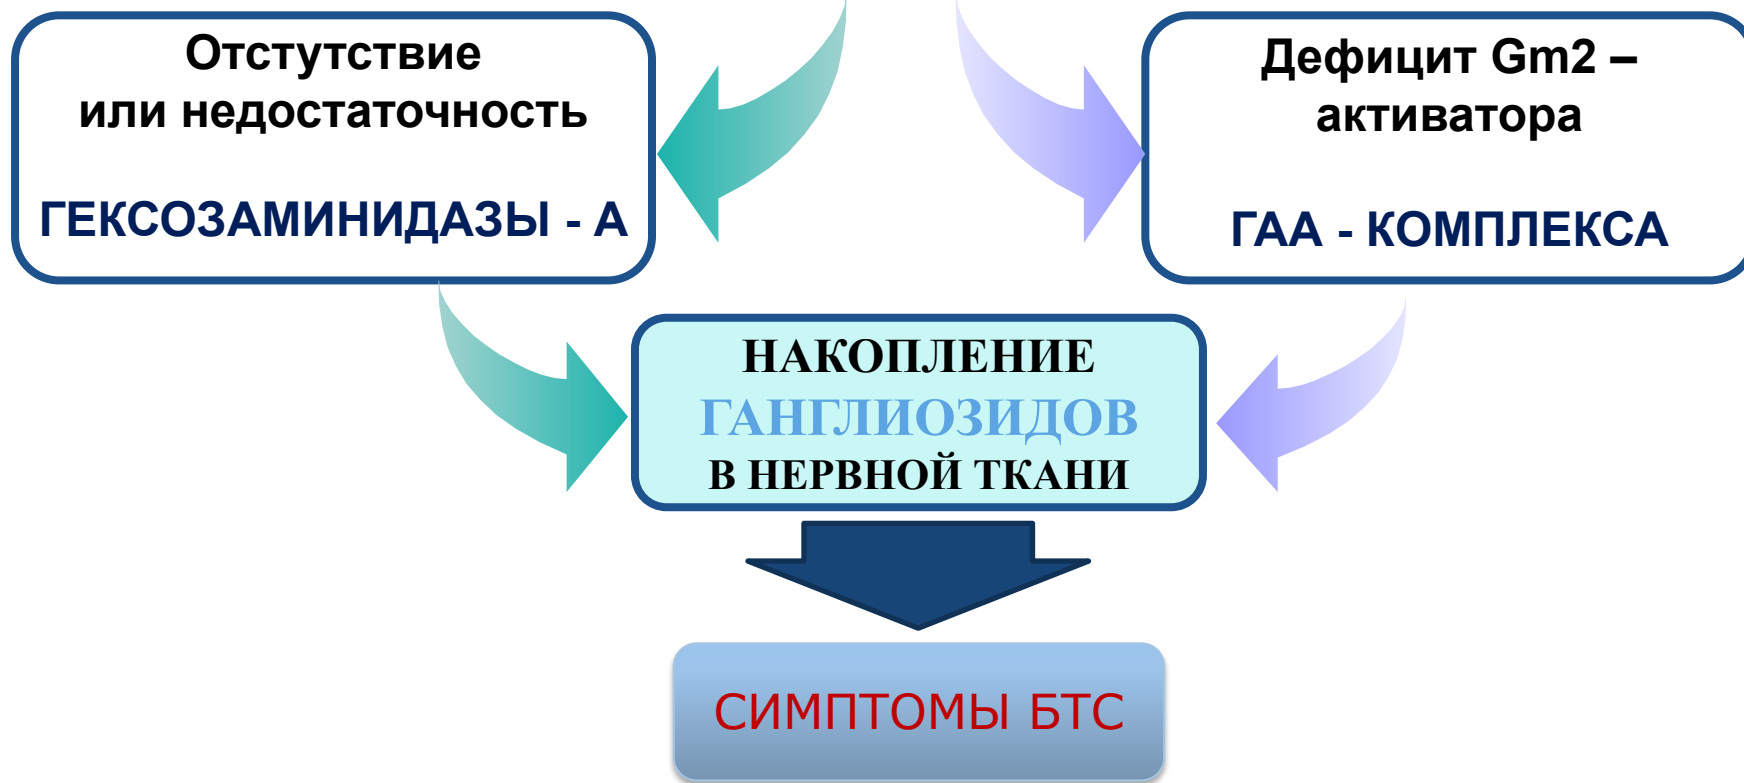 Отстутствие
или недостаточность
ГЕКСОЗАМИНИДАЗЫ - А
Дефицит Gm2 –
активатора
ГАА - КОМПЛЕКСА
НАКОПЛЕНИЕ
ГАНГЛИОЗИДОВ
В НЕРВНОЙ ТКАНИ
СИМПТОМЫ БТС